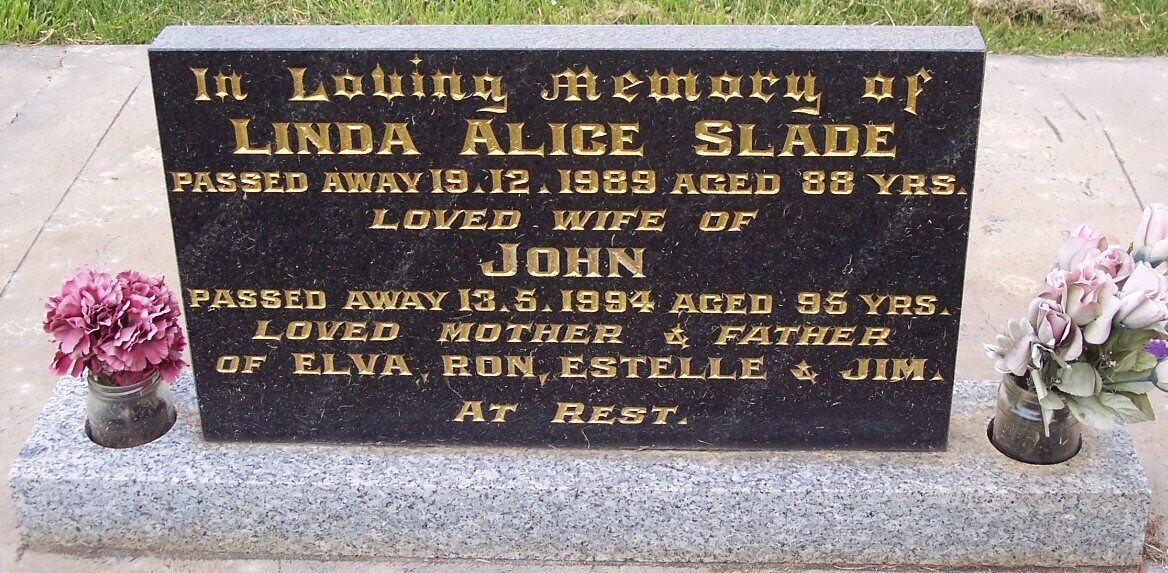 In Loving Memory of
LINDA ALICE SLADE
PASSED AWAY 19.12.1989 AGED 88 YRS.
LOVED WIFE OF
JOHN
PASSED AWAY 13.5.1994 AGED 95 YRS.
LOVED MOTHER & FATHER
OF ELVA, RON, ESTELLE & JIM.
AT REST.